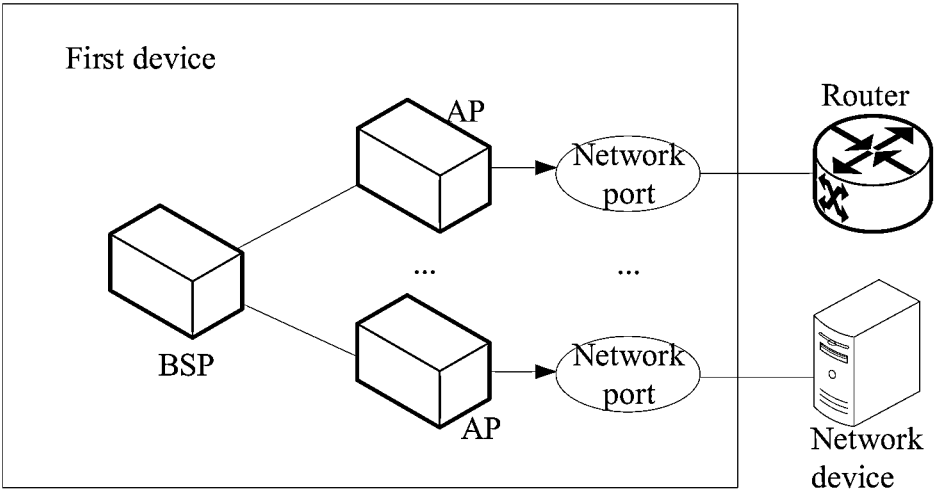 First device
AP
Router
Network
port
...
...
BSP
Network
port
AP
Network
device